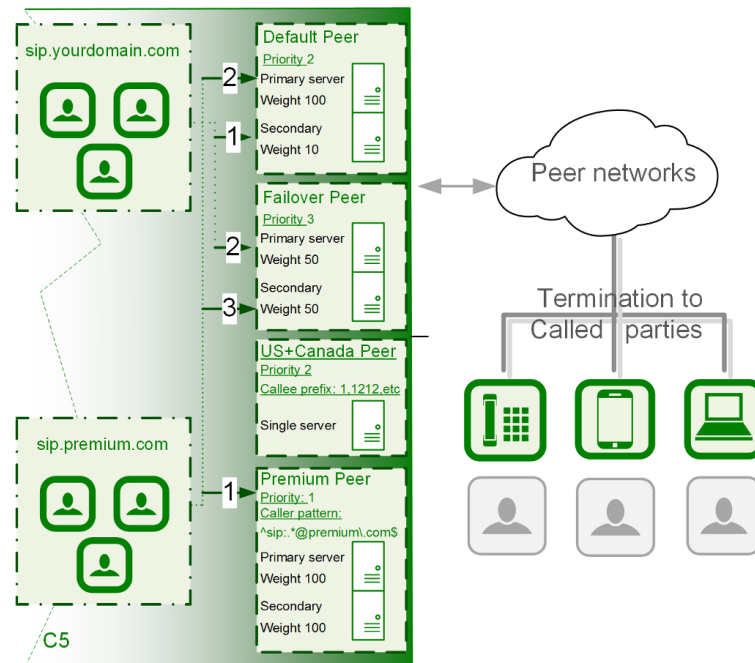 sip.yourdomain.com
Default Peer
Priority 2
Primary server
Weight 100
Secondary
Weight 10
2
1
Failover Peer
Priority 3
Primary server
Weight 50
Secondary
Weight 50
2
3
US+Canada Peer
Priority 2
Callee prefix: 1,1212,etc
Single server
sip.premium.com
Premium Peer
Priority: 1
Caller pattern:
^sip:.*@premium\.com$
Primary server
Weight 100
Secondary
Weight 100
1
C5
Peer networks
Termination to
Called parties